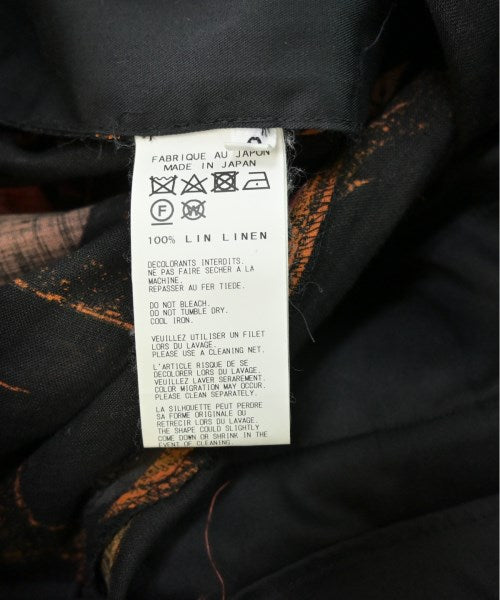 FABRIQUE AU JAPON
MADE IN JAPAN
F
W
100% LIN LINEN
DECOLORANTS INTERDITS.
NE PAS FAIRE SECHER A LA
MACHINE.
REPASSER AU FER TIEDE.
DO NOT BLEACH.
DO NOT TUMBLE DRY.
COOL IRON.
VEUILLEZ UTILISER UN FILET
LORS DU LAVAGE.
PLEASE USE A CLEANING NET.
L'ARTICLE RISQUE DE SE
DECOLORER LORS DU LAVAGE.
VEUILLEZ LAVER SERAREMENT.
COLOR MIGRATION MAY OCCUR.
PLEASE CLEAN SEPARATELY.
LA SILHOUETTE PEUT PERDRE
SA FORME ORIGINALE OU
RETRECIR LORS DU LAVAGE.
THE SHAPE COULD SLIGHTLY
COME DOWN OR SHRINK IN THE
EVENT OF CLEANING.